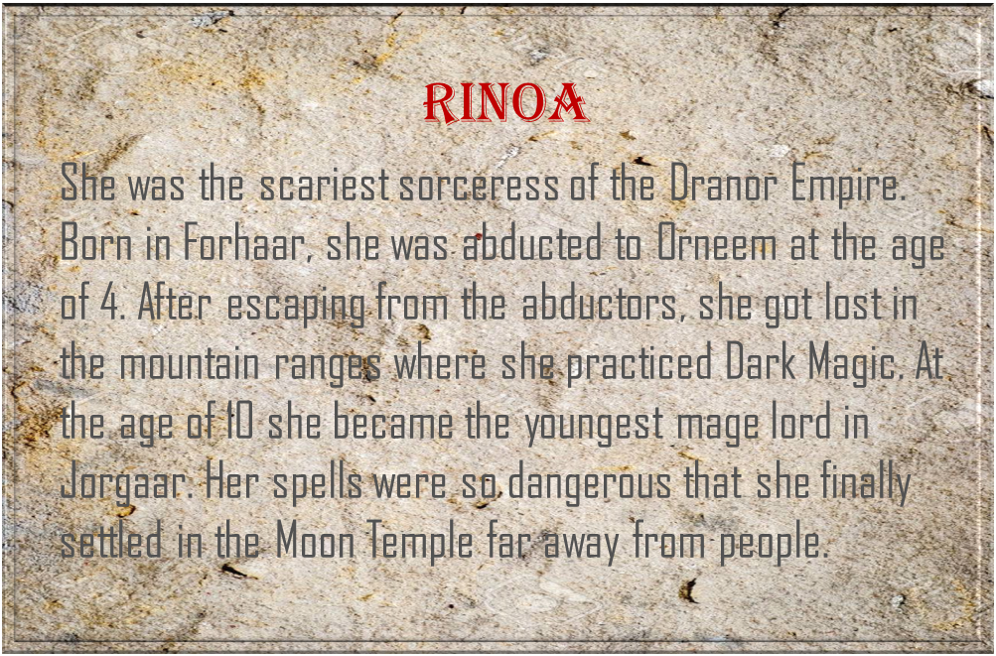 RINOA
She was the scariest sorceress of the Dranor Empire.
Born in Forhaar, she was abducted to Orneem at the age
of 4. After escaping from the abductors, she got lost in
the mountain ranges where she practiced Dark Magic. At
the age of 10 she became the youngest mage lord in
Jorgaar. Her spells were so dangerous that she finally
settled in the Moon Temple far away from people.